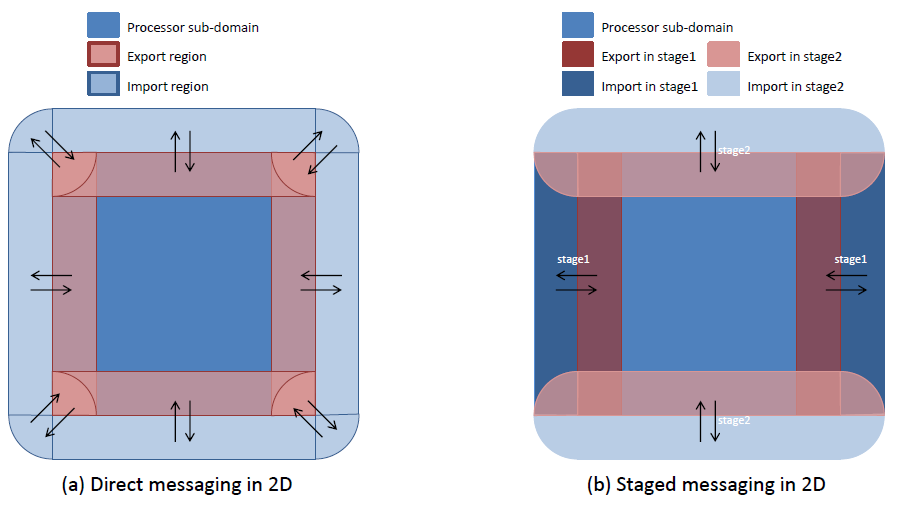 Processor sub-domain
Export region
Import region
Processor sub-domain
Export in stage1
Export in stage2
Import in stage1
Import in stage2
stage2
stage1
stage1
stage2
(a) Direct messaging in 2D
(b) Staged messaging in 2D